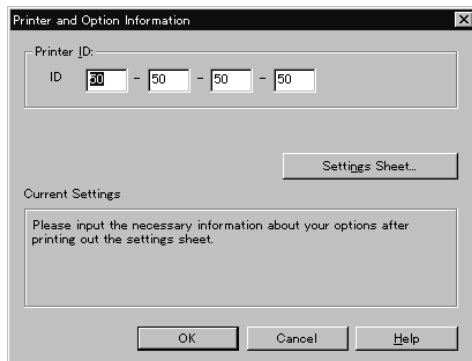 Printer and Option Information
Printer ID:
ID 50 - 50 - 50 - 50
Settings Sheet...
Current Settings
Please input the necessary information about your options after
printing out the settings sheet.
OK Cancel Help